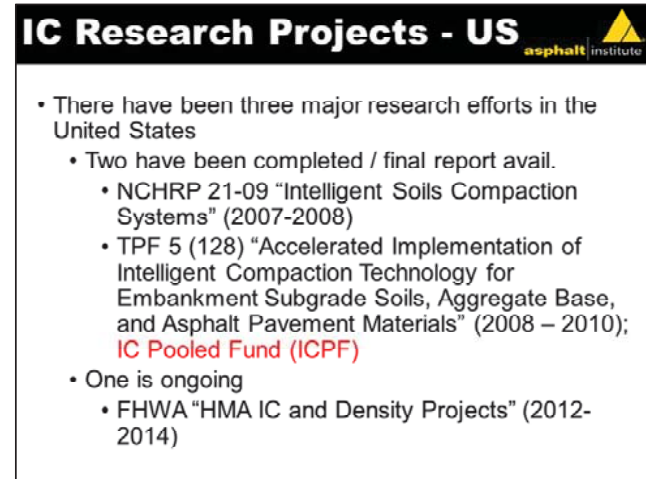 IC Research Projects - US
asphalt institute
• There have been three major research efforts in the
United States
• Two have been completed / final report avail.
• NCHRP 21-09 “Intelligent Soils Compaction
Systems” (2007-2008)
• TPF 5 (128) “Accelerated Implementation of
Intelligent Compaction Technology for
Embankment Subgrade Soils, Aggregate Base,
and Asphalt Pavement Materials” (2008 – 2010);
IC Pooled Fund (ICPF)
• One is ongoing
• FHWA “HMA IC and Density Projects” (2012-
2014)